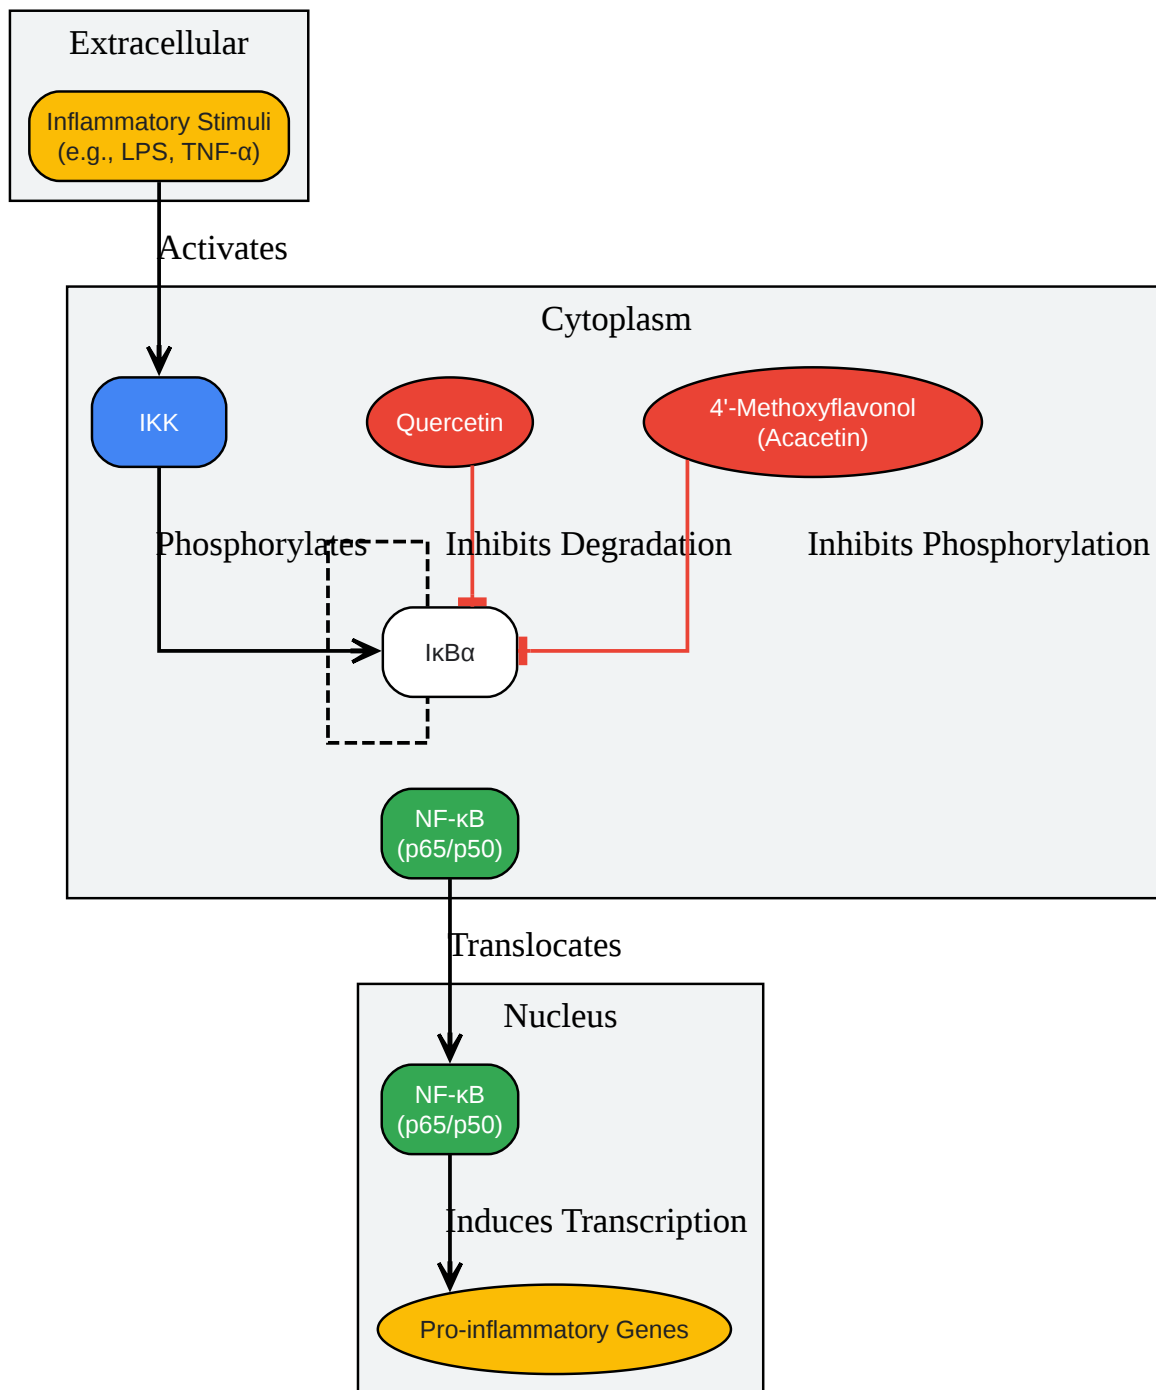 Extracellular
Inflammatory Stimuli
(e.g., LPS, TNF-α)
Activates
Cytoplasm
IKK
Quercetin
4'-Methoxyflavonol
(Acacetin)
Phosphorylates
Inhibits Degradation
Inhibits Phosphorylation
IκBα
NF-κB
(p65/p50)
Translocates
Nucleus
NF-κB
(p65/p50)
Induces Transcription
Pro-inflammatory Genes